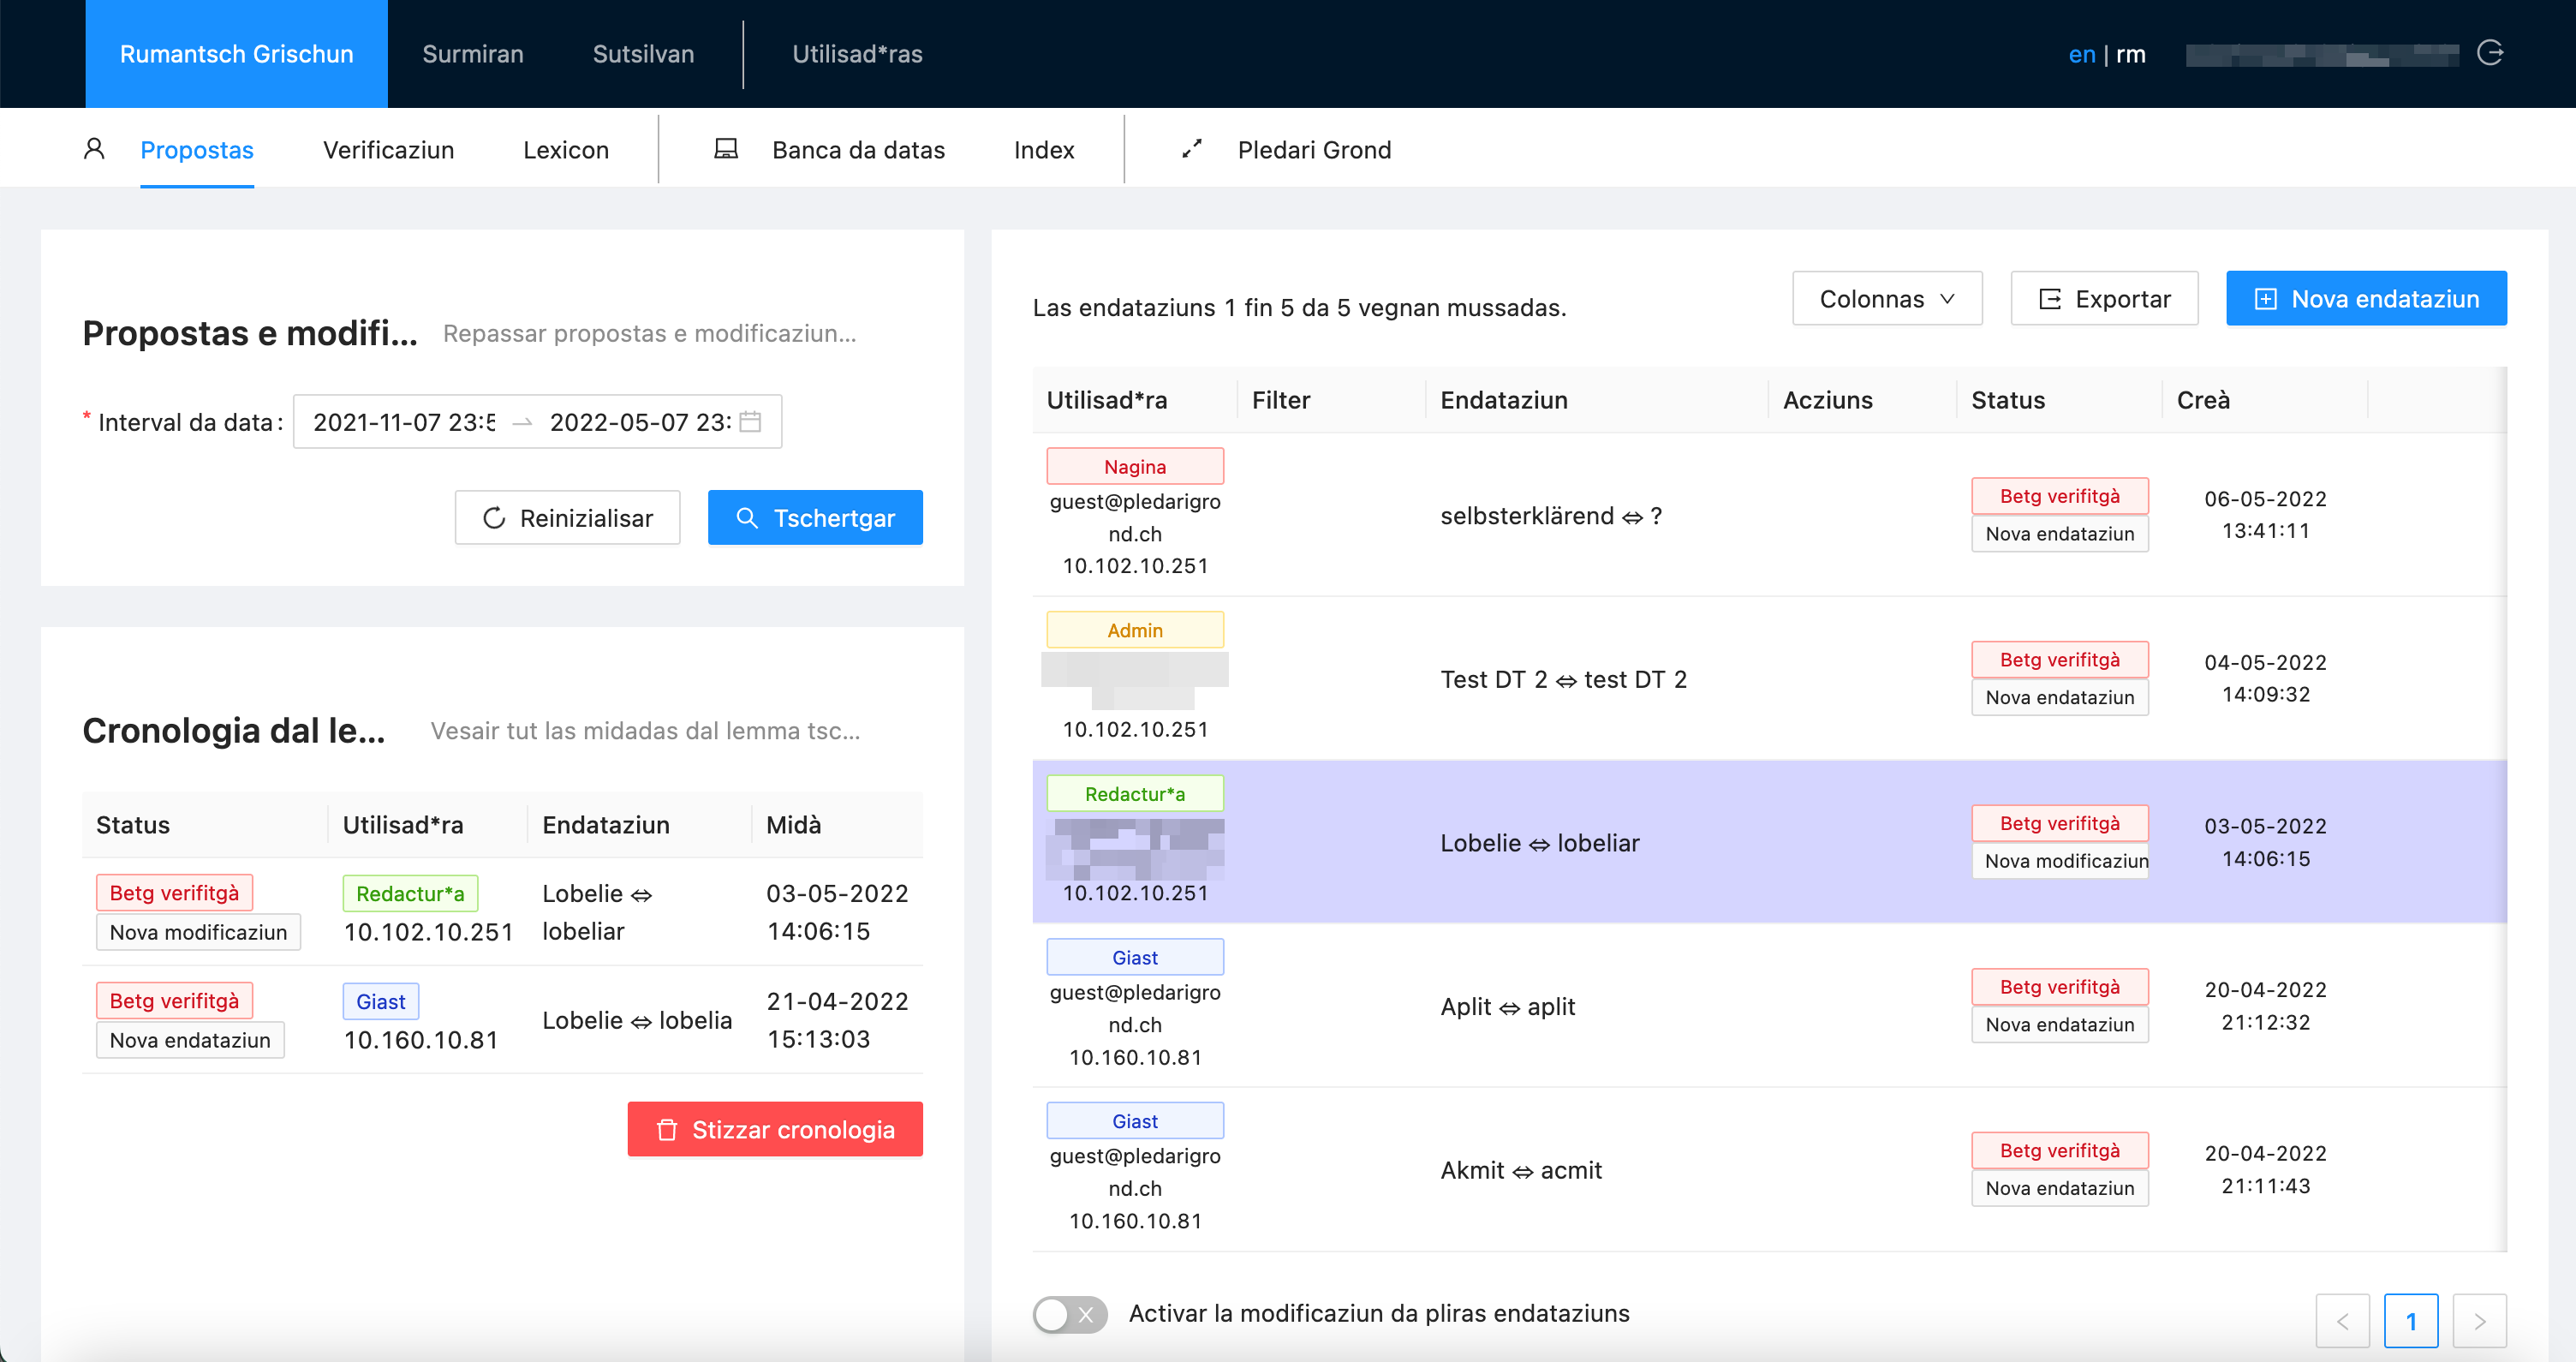 Rumantsch Grischun Surmiran Sutsilvan Utilisad*ras en | rm
Propostas Verificaziun Lexicon Banca da datas Index Pledari Grond
Propostas e modifi... Repassar propostas e modificaziun...
* Interval da data: 2021-11-07 23:5 2022-05-07 23:
Reinizialisar Tschertgar
Cronologia dal le... Vesair tut las midadas dal lemma tsc...
Status Utilisad*ra Endataziun Midà
Betg verifitgà Redactur*a Lobelie ⇔ 03-05-2022
Nova modificaziun 10.102.10.251 lobeliar 14:06:15
Betg verifitgà Giast Lobelie ⇔ lobelia 21-04-2022
Nova endataziun 10.160.10.81 15:13:03
Stizzar cronologia
Las endataziuns 1 fin 5 da 5 vegnan mussadas.
Colonnas Exportar Nova endataziun
Utilisad*ra Filter Endataziun Acziuns Status Creà
Nagina
guest@pledarigro
nd.ch
10.102.10.251
selbsterklärend ⇔ ?
Betg verifitgà
Nova endataziun
06-05-2022
13:41:11
Admin
10.102.10.251
Test DT 2 ⇔ test DT 2
Betg verifitgà
Nova endataziun
04-05-2022
14:09:32
Redactur*a
10.102.10.251
Lobelie ⇔ lobeliar
Betg verifitgà
Nova modificaziun
03-05-2022
14:06:15
Giast
guest@pledarigro
nd.ch
10.160.10.81
Aplit ⇔ aplit
Betg verifitgà
Nova endataziun
20-04-2022
21:12:32
Giast
guest@pledarigro
nd.ch
10.160.10.81
Akmit ⇔ acmit
Betg verifitgà
Nova endataziun
20-04-2022
21:11:43
Activar la modificaziun da pliras endataziuns
< 1 >